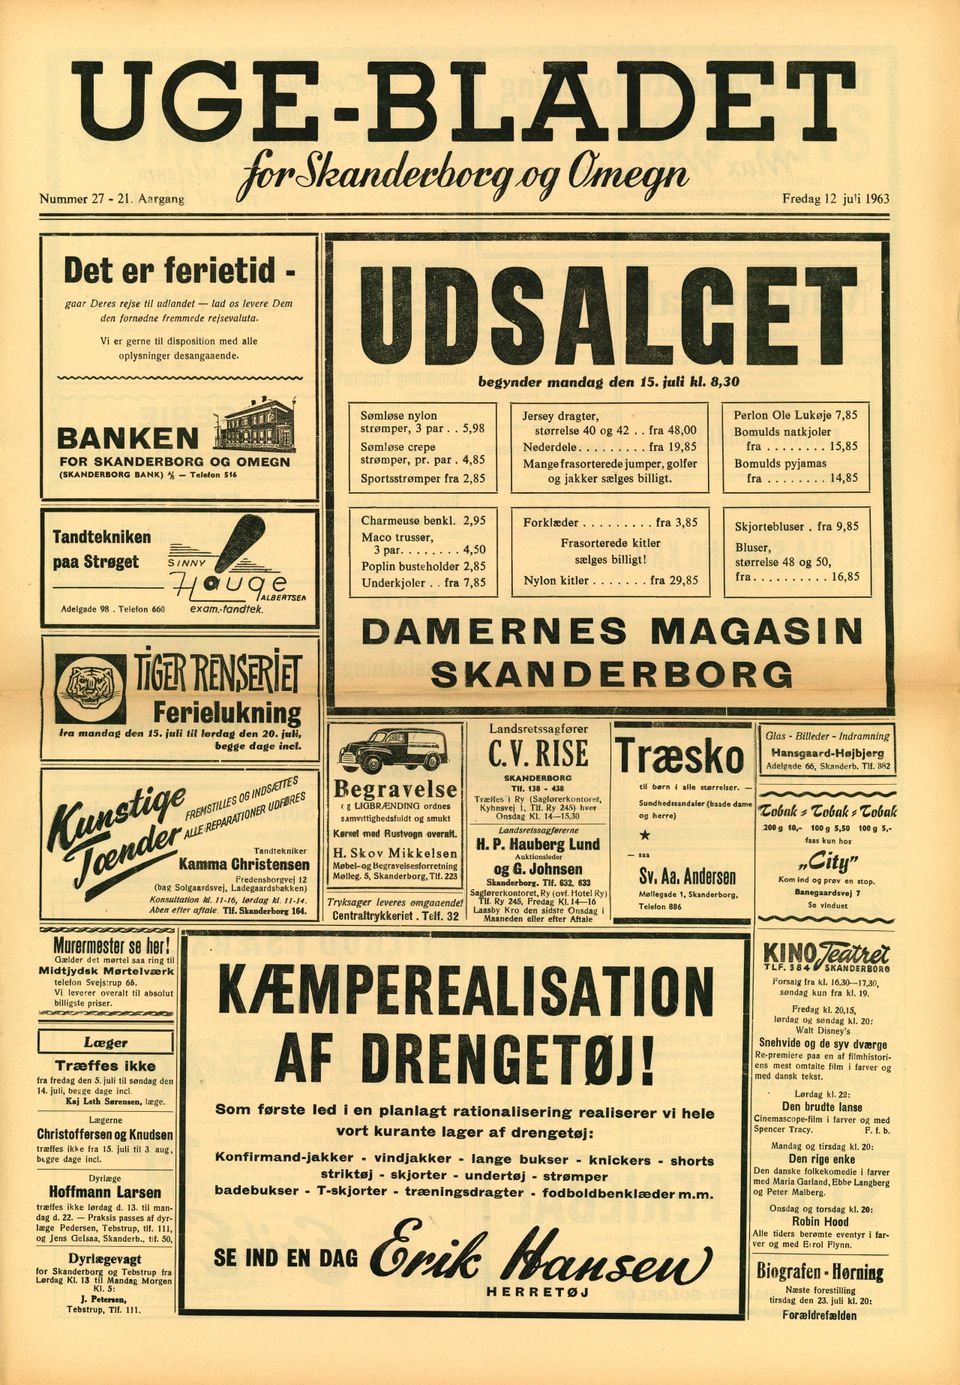 UGE-BLADET
for Skanderborg og Omegn
Nummer 27 - 21. Aargang
Fredag 12 juli 1963
Det er ferietid -
gaar Deres rejse til udlandet — lad os levere Dem
den fornødne fremmede rejsevaluta.
Vi er gerne til disposition med alle
oplysninger desangaaende.
BANKEN
FOR SKANDERBORG OG OMEGN
(SKANDERBORG BANK) A/S — Telefon 516
Tandtekniken
paa Strøget
SINNY
Hauge
ALBERTSEN
Adelgade 98 . Telefon 660
exam.-tandtek.
TIGER RENSERIET
Ferielukning
fra mandag den 15. juli til lørdag den 20. juli,
begge dage incl.
Kunstige
Tænder
FREMSTILLES OG INDSÆTTES
ALLE REPARATIONER UDFØRES
Tandtekniker
Kamma Christensen
Fredensborgvej 12
(bag Solgaardsvej, Ladegaardsbakken)
Konsultation kl. 11-16, lørdag kl. 11-14.
Aben efter aftale. Tlf. Skanderborg 164.
UDSALGET
begynder mandag den 15. juli kl. 8,30
Sømløse nylon
strømper, 3 par . . 5,98
Sømløse crepe
strømper, pr. par . 4,85
Sportsstrømper fra 2,85
Jersey dragter,
størrelse 40 og 42 . . fra 48,00
Nederdele . . . . . . . . . fra 19,85
Mange frasorterede jumper, golfer
og jakker sælges billigt.
Perlon Ole Lukøje 7,85
Bomulds natkjoler
fra . . . . . . . . 15,85
Bomulds pyjamas
fra . . . . . . . . 14,85
Charmeuse benkl. 2,95
Maco trusser,
3 par. . . . . . . . 4,50
Poplin busteholder 2,85
Underkjoler . . fra 7,85
Forklæder . . . . . . . . . fra 3,85
Frasorterede kitler
sælges billigt!
Nylon kitler . . . . . . . fra 29,85
Skjortebluser . fra 9,85
Bluser,
størrelse 48 og 50,
fra . . . . . . . . . . 16,85
DAMERNES MAGASIN
SKANDERBORG
Begravelse
og LIGBRÆNDING ordnes
samvittighedsfuldt og smukt
Kørsel med Rustvogn overalt.
H. Skov Mikkelsen
Møbel- og Begravelsesforretning
Mølleg. 5, Skanderborg, Tlf. 223
Tryksager leveres omgaaende!
Centraltrykkeriet . Telf. 32
Landsretssagfører
C.V. RISE
SKANDERBORG
Tlf. 138 - 438
Træffes i Ry (Sagførerkontoret,
Kyhnsvej 1, Tlf. Ry 245) hver
Onsdag Kl. 14—15.30
Landsretssagførerne
H. P. Hauberg Lund
Auktionsleder
og G. Johnsen
Skanderborg. Tlf. 632. 633
Sagførerkontoret, Ry (ovf. Hotel Ry)
Tlf. Ry 245, Fredag Kl. 14—16
Laasby Kro den sidste Onsdag i
Maaneden eller efter Aftale
Træsko
til børn i alle størrelser. —
Sundhedssandaler (baade dame
og herre)
★
— saa
Sv. Aa. Andersen
Møllegade 1, Skanderborg,
Telefon 886
Glas - Billeder - Indramning
Hansgaard-Højbjerg
Adelgade 66, Skanderb. Tlf. 882
Tobak * Tobak * Tobak
200 g 10,- 100 g 5,50 100 g 5,-
faas kun hos
„City"
Kom ind og prøv en stop.
Banegaardsvej 7
Se vinduet
Murermester se her!
Gælder det mørtel saa ring til
Midtjydsk Mørtelværk
telefon Svejstrup 66.
Vi leverer overalt til absolut
billigste priser.
Læger
Træffes ikke
fra fredag den 5. juli til søndag den
14. juli, begge dage incl.
Kaj Leth Sørensen, læge.
Lægerne
Christoffersen og Knudsen
træffes ikke fra 15. juli til 3 aug,
begge dage incl.
Dyrlæge
Hoffmann Larsen
træffes ikke lørdag d. 13. til man-
dag d. 22. — Praksis passes af dyr-
læge Pedersen, Tebstrup, tlf. 111,
og Jens Gelsaa, Skanderb., tlf. 50,
Dyrlægevagt
for Skanderborg og Tebstrup fra
Lørdag Kl. 13 til Mandag Morgen
Kl. 5:
J. Petersen,
Tebstrup, Tlf. 111.
KÆMPEREALISATION
AF DRENGETØJ!
Som første led i en planlagt rationalisering realiserer vi hele
vort kurante lager af drengetøj:
Konfirmand-jakker - vindjakker - lange bukser - knickers - shorts
striktøj - skjorter - undertøj - strømper
badebukser - T-skjorter - træningsdragter - fodboldbenklæder m.m.
SE IND EN DAG
Erik Hansen
HERRETØJ
KINO Teatret
TLF. 584 SKANDERBORG
Forsalg fra kl. 16,30—17,30,
søndag kun fra kl. 19.
Fredag kl. 20,15,
lørdag og søndag kl. 20:
Walt Disney's
Snehvide og de syv dværge
Re-premiere paa en af filmhistori-
ens mest omtalte film i farver og
med dansk tekst.
Lørdag kl. 22:
Den brudte lanse
Cinemascope-film i farver og med
Spencer Tracy. F. f. b.
Mandag og tirsdag kl. 20:
Den rige enke
Den danske folkekomedie i farver
med Maria Garland, Ebbe Langberg
og Peter Malberg.
Onsdag og torsdag kl. 20:
Robin Hood
Alle tiders berømte eventyr i far-
ver og med Errol Flynn.
Biografen - Hørning
Næste forestilling
tirsdag den 23. juli kl. 20:
Forældrefælden